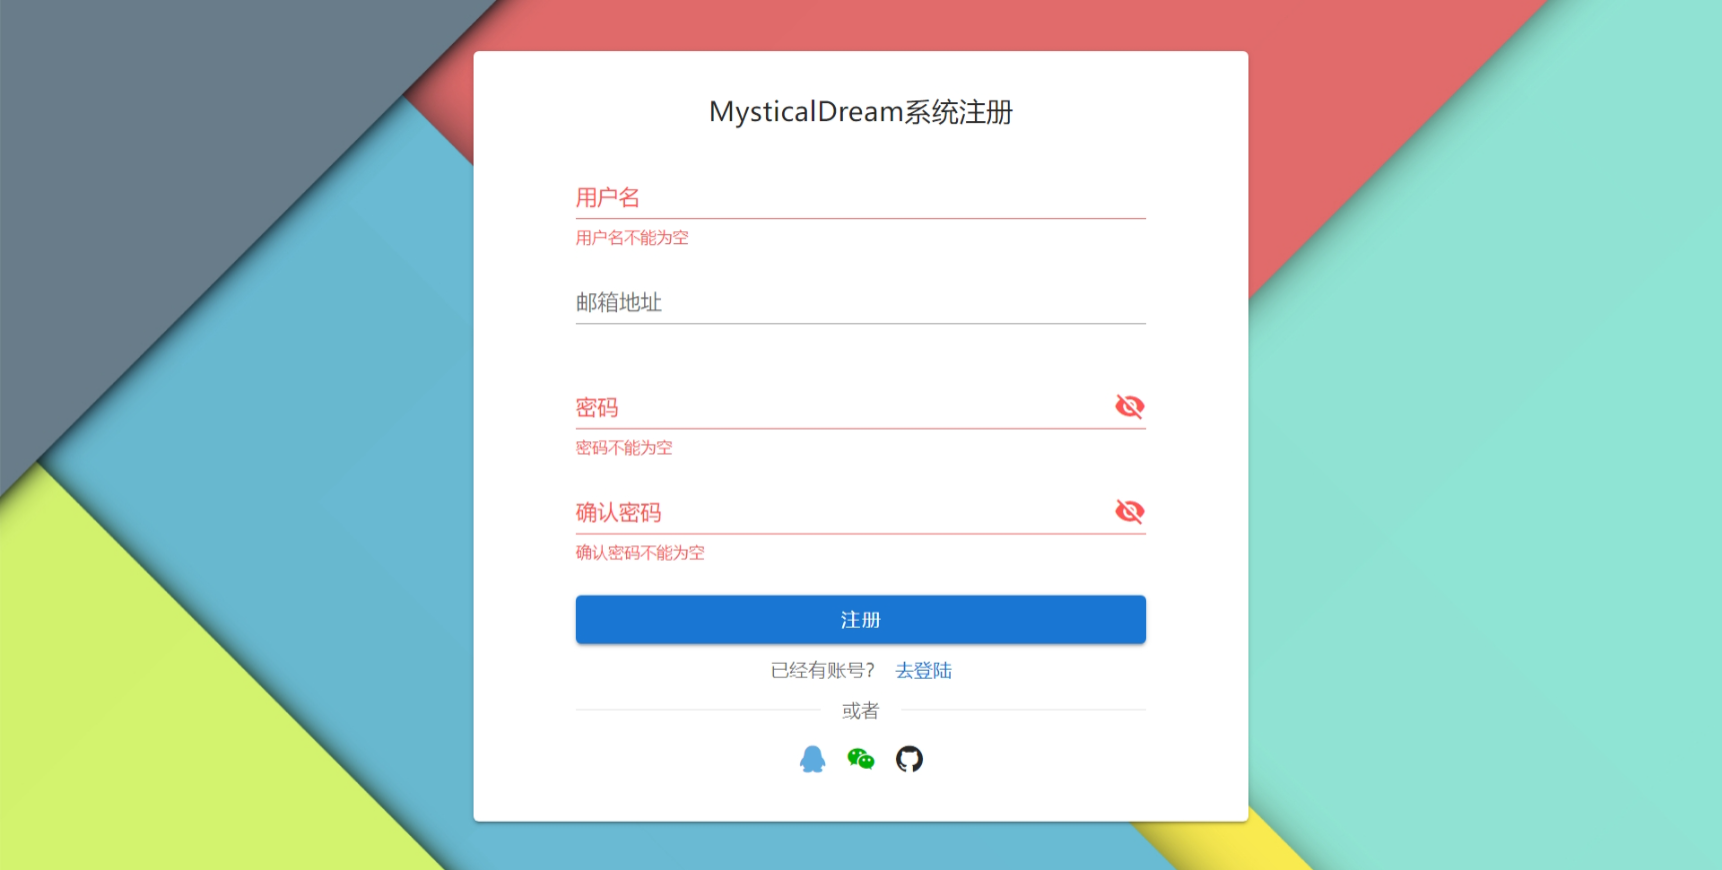 MysticalDream系统注册
用户名
用户名不能为空
邮箱地址
密码
密码不能为空
确认密码
确认密码不能为空
注册
已经有账号? 去登陆
或者